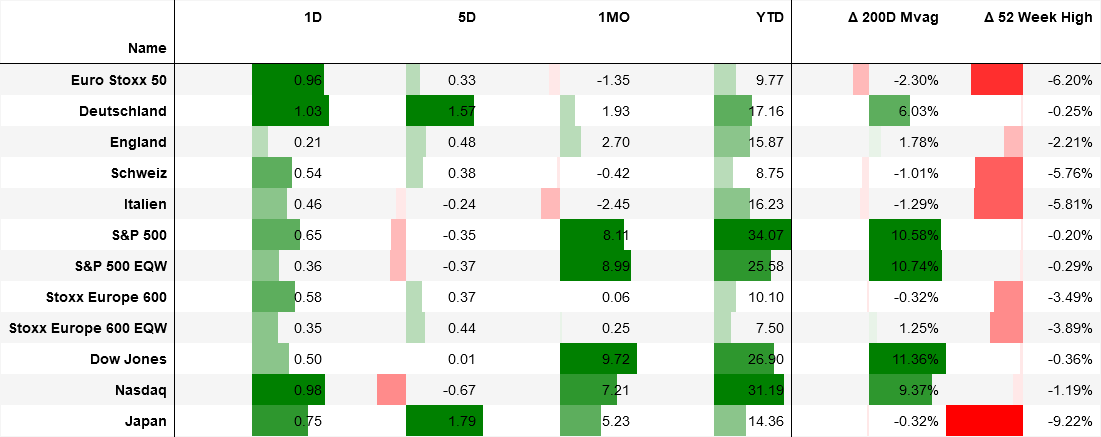 1D 5D 1MO YTD Δ 200D Mvag Δ 52 Week High
Name
Euro Stoxx 50 0.96 0.33 -1.35 9.77 -2.30% -6.20%
Deutschland 1.03 1.57 1.93 17.16 6.03% -0.25%
England 0.21 0.48 2.70 15.87 1.78% -2.21%
Schweiz 0.54 0.38 -0.42 8.75 -1.01% -5.76%
Italien 0.46 -0.24 -2.45 16.23 -1.29% -5.81%
S&P 500 0.65 -0.35 8.11 34.07 10.58% -0.20%
S&P 500 EQW 0.36 -0.37 8.99 25.58 10.74% -0.29%
Stoxx Europe 600 0.58 0.37 0.06 10.10 -0.32% -3.49%
Stoxx Europe 600 EQW 0.35 0.44 0.25 7.50 1.25% -3.89%
Dow Jones 0.50 0.01 9.72 26.90 11.36% -0.36%
Nasdaq 0.98 -0.67 7.21 31.19 9.37% -1.19%
Japan 0.75 1.79 5.23 14.36 -0.32% -9.22%